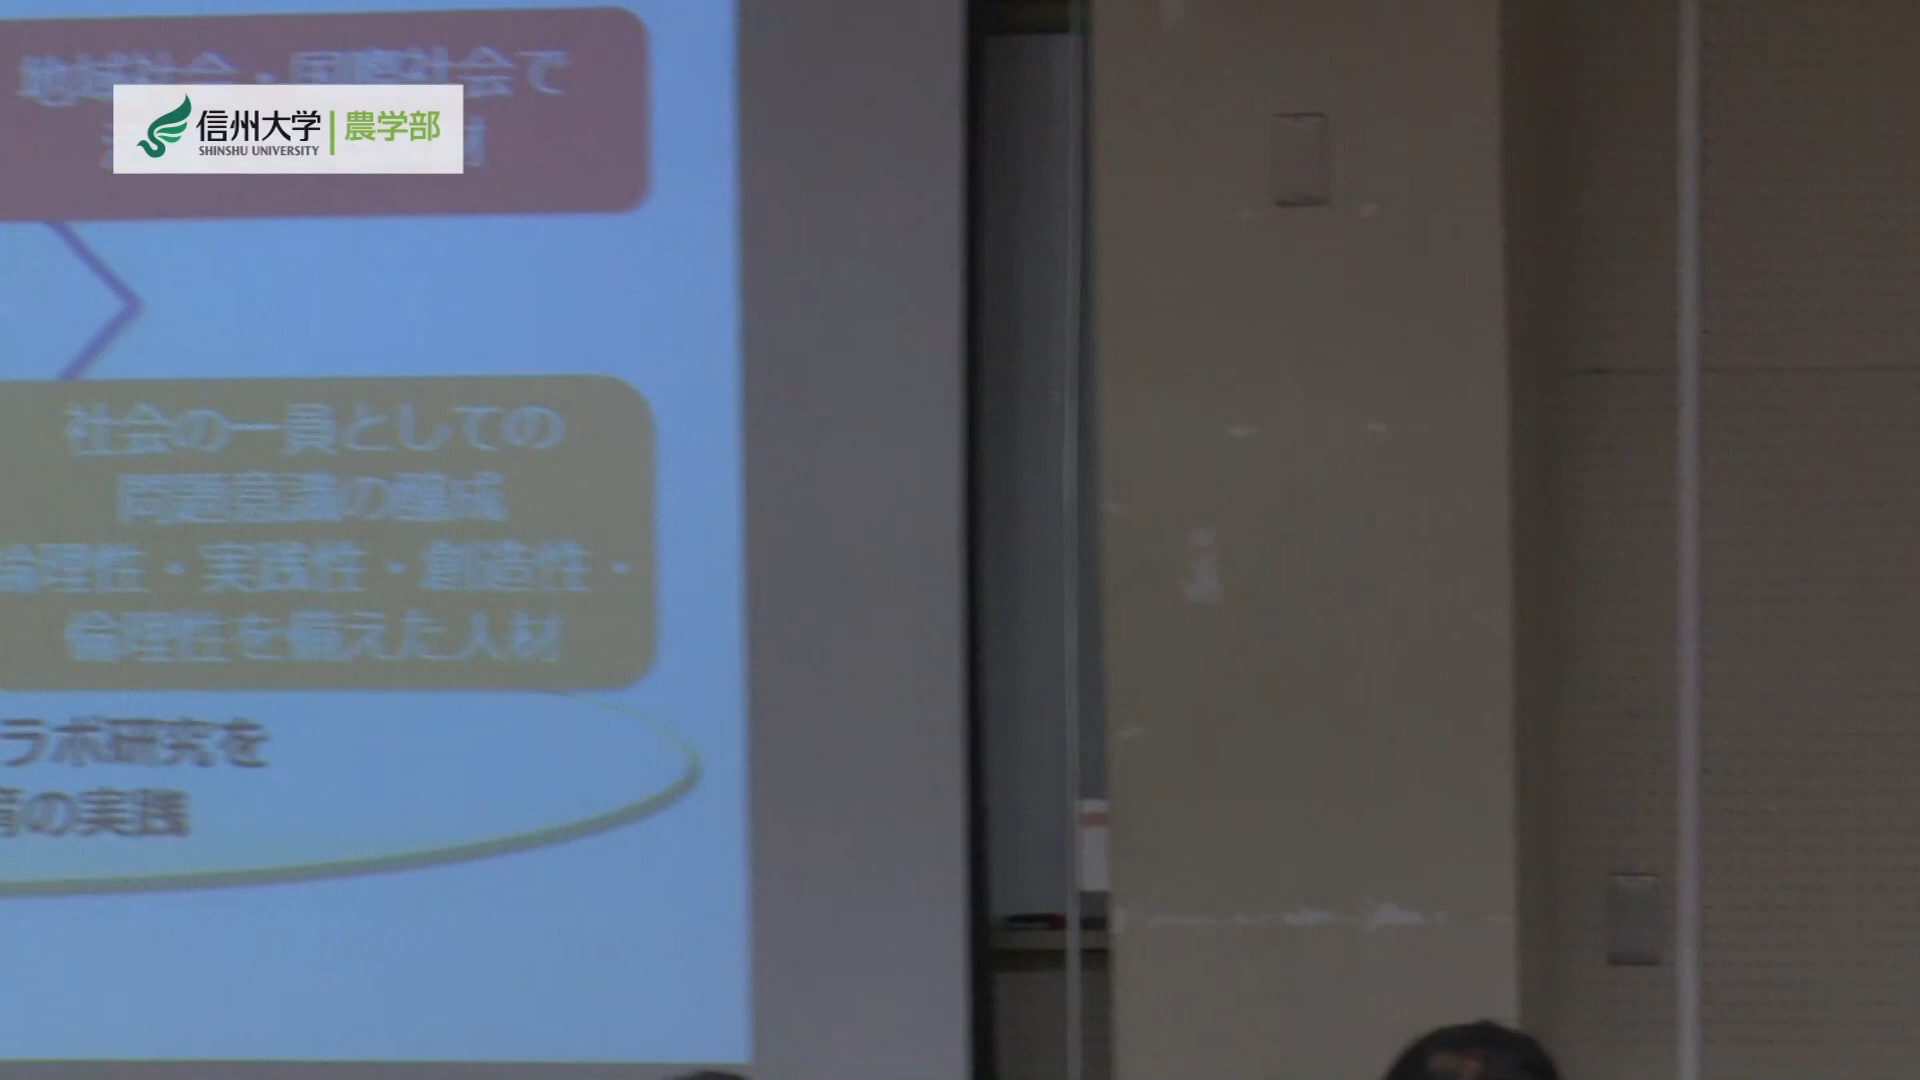 地域社会・国際社会で
信州大学
SHINSHU UNIVERSITY
農学部
社会の一員としての
問題意識の醸成
倫理性・実践性・創造性・
倫理性を備えた人材
ラボ研究を
育の実践